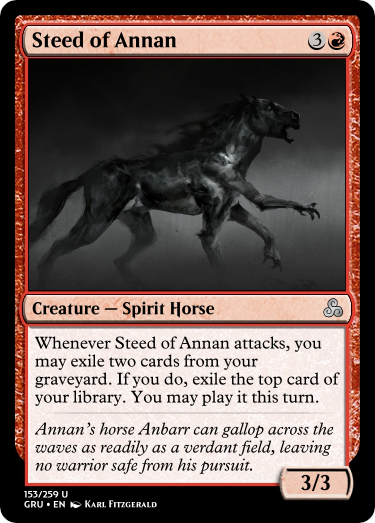 Steed of Annan 3
Creature — Spirit Horse
Whenever Steed of Annan attacks, you
may exile two cards from your
graveyard. If you do, exile the top card of
your library. You may play it this turn.
Annan's horse Anbarr can gallop across the
waves as readily as a verdant field, leaving
no warrior safe from his pursuit.
3/3
153/259 U
GRU • EN Karl Fitzgerald